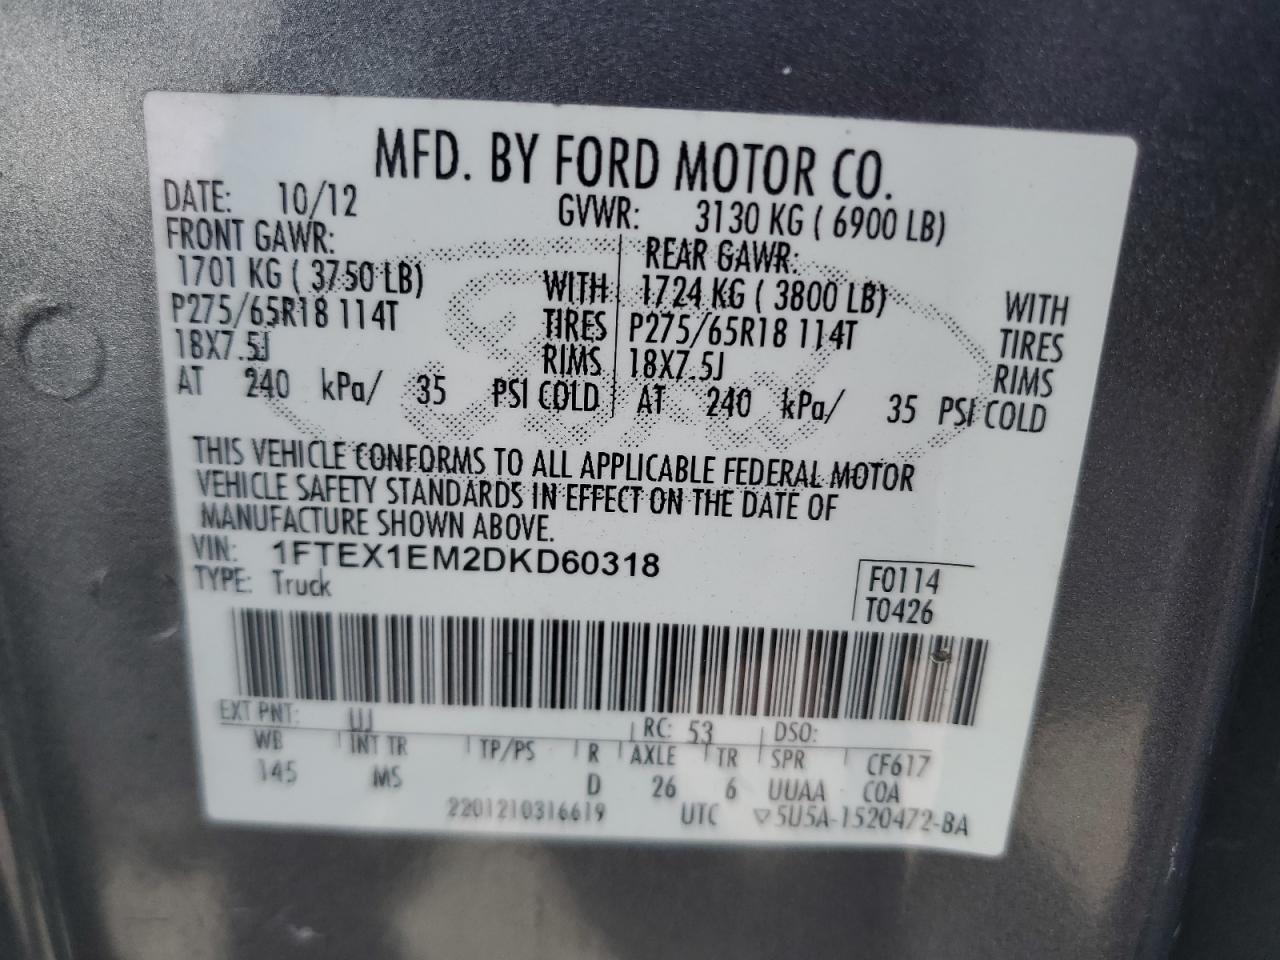 MFD. BY FORD MOTOR CO.
DATE: 10/12 GVWR: 3130 KG ( 6900 LB)
FRONT GAWR: REAR GAWR:
1701 KG ( 3750 LB) WITH 1724 KG ( 3800 LB) WITH
P275/65R18 114T TIRES P275/65R18 114T TIRES
18X7.5J RIMS 18X7.5J RIMS
AT 240 kPa/ 35 PSI COLD AT 240 kPa/ 35 PSI COLD
THIS VEHICLE CONFORMS TO ALL APPLICABLE FEDERAL MOTOR
VEHICLE SAFETY STANDARDS IN EFFECT ON THE DATE OF
MANUFACTURE SHOWN ABOVE.
VIN: 1FTEX1EM2DKD60318
TYPE: Truck
F0114
T0426
EXT PNT: UJ RC: 53 DSO:
WB INT TR TP/PS R AXLE TR SPR CF617
145 MS D 26 6 UUAA COA
2201210316619 UTC ▽5U5A-1520472-BA